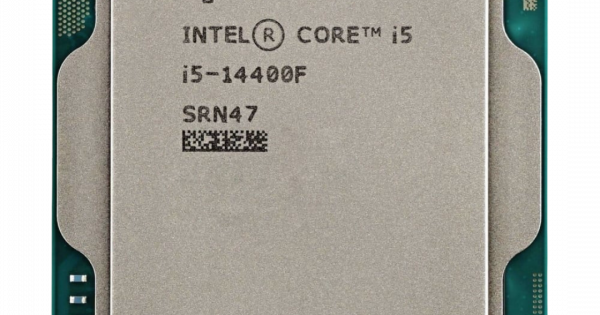 INTEL® CORE™ i5
i5-14400F
SRN47